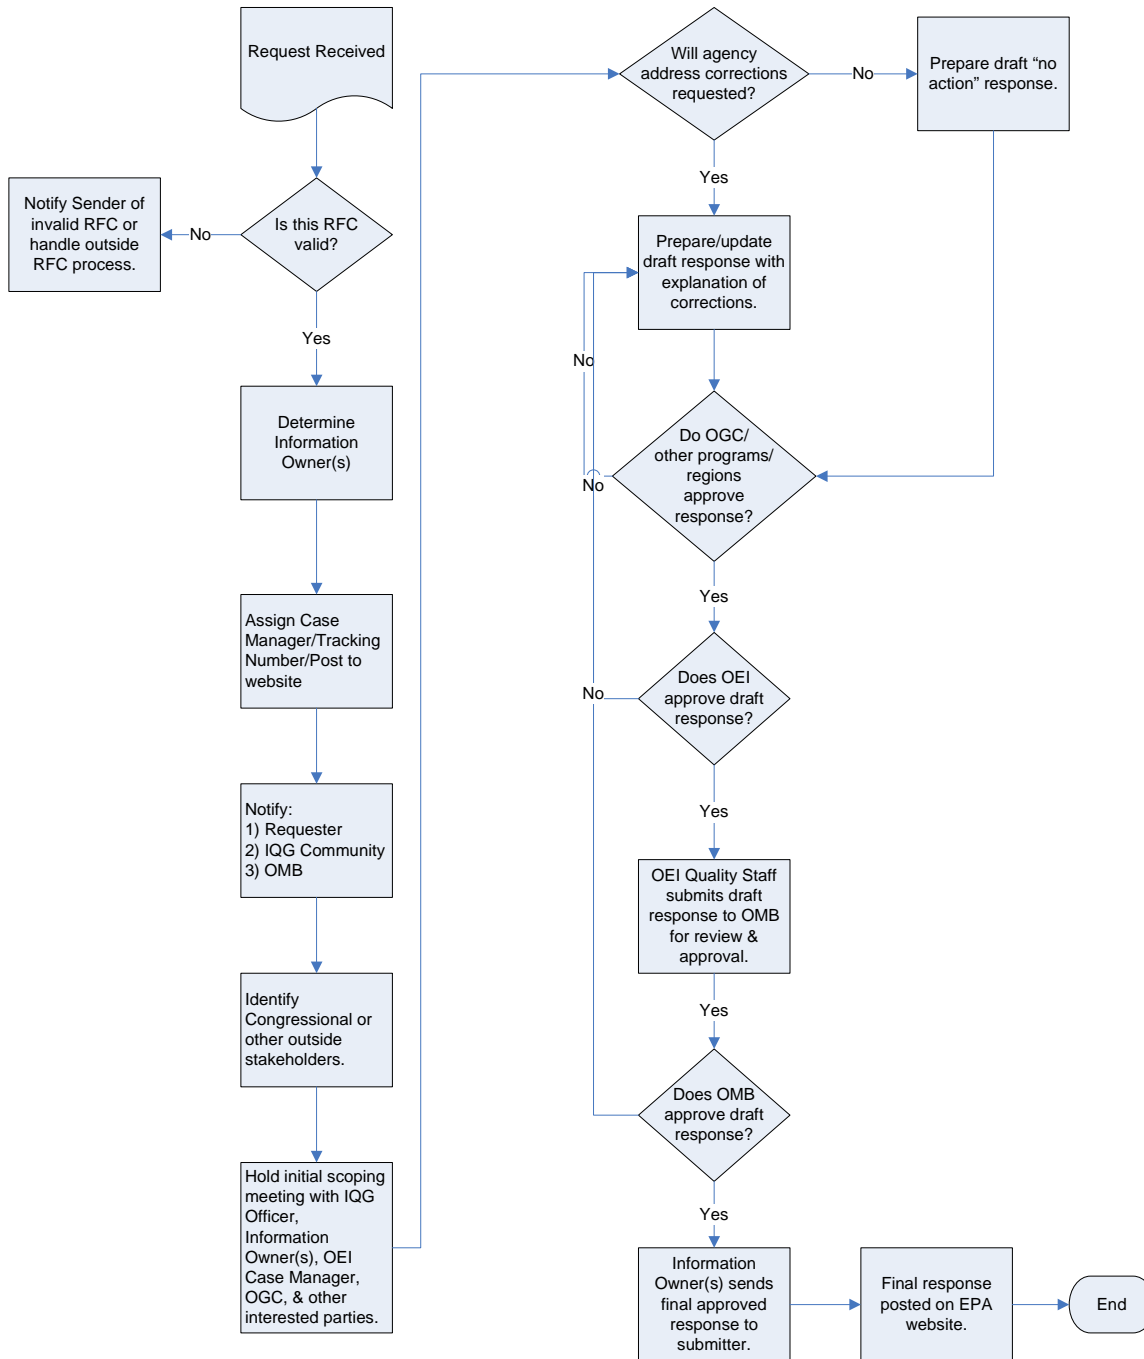 Request Received
Is this RFC
valid?
No
Notify Sender of
invalid RFC or
handle outside
RFC process.
Yes
Determine
Information
Owner(s)
Assign Case
Manager/Tracking
Number/Post to
website
Notify:
1) Requester
2) IQG Community
3) OMB
Identify
Congressional or
other outside
stakeholders.
Hold initial scoping
meeting with IQG
Officer,
Information
Owner(s), OEI
Case Manager,
OGC, & other
interested parties.
Will agency
address corrections
requested?
No
Prepare draft “no
action” response.
Yes
Prepare/update
draft response with
explanation of
corrections.
No
Do OGC/
other programs/
regions
approve
response?
No
Yes
Does OEI
approve draft
response?
No
Yes
OEI Quality Staff
submits draft
response to OMB
for review &
approval.
Yes
Does OMB
approve draft
response?
Yes
Information
Owner(s) sends
final approved
response to
submitter.
Final response
posted on EPA
website.
End